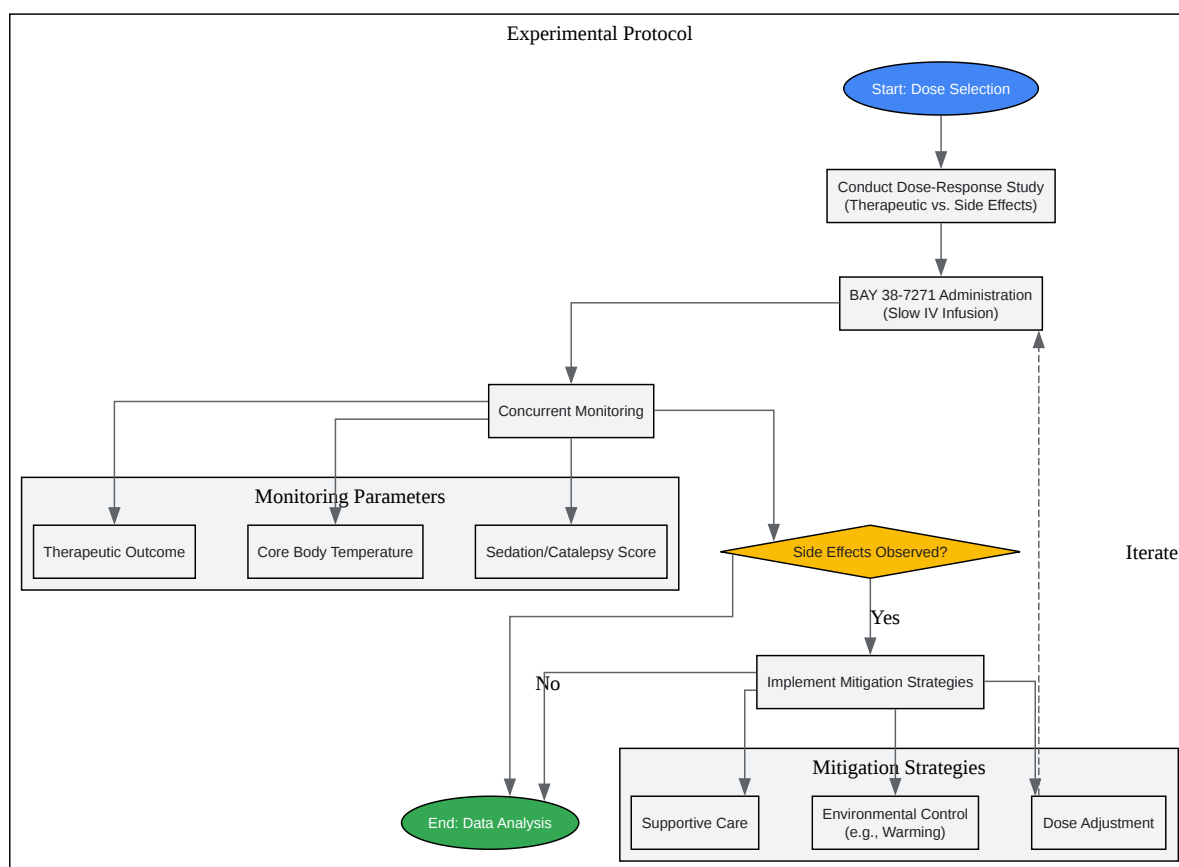 Experimental Protocol
Start: Dose Selection
Conduct Dose-Response Study
(Therapeutic vs. Side Effects)
BAY 38-7271 Administration
(Slow IV Infusion)
Concurrent Monitoring
Monitoring Parameters
Therapeutic Outcome
Core Body Temperature
Sedation/Catalepsy Score
Side Effects Observed?
Iterate
Yes
Implement Mitigation Strategies
No
Mitigation Strategies
End: Data Analysis
Supportive Care
Environmental Control
(e.g., Warming)
Dose Adjustment